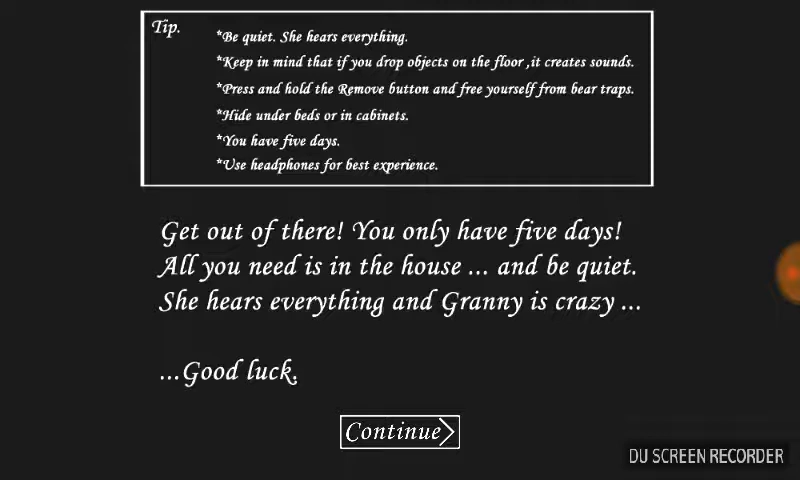 Tip.
*Be quiet. She hears everything.
*Keep in mind that if you drop objects on the floor ,it creates sounds.
*Press and hold the Remove button and free yourself from bear traps.
*Hide under beds or in cabinets.
*You have five days.
*Use headphones for best experience.
Get out of there! You only have five days!
All you need is in the house ... and be quiet.
She hears everything and Granny is crazy ...
...Good luck.
Continue
DU SCREEN RECORDER